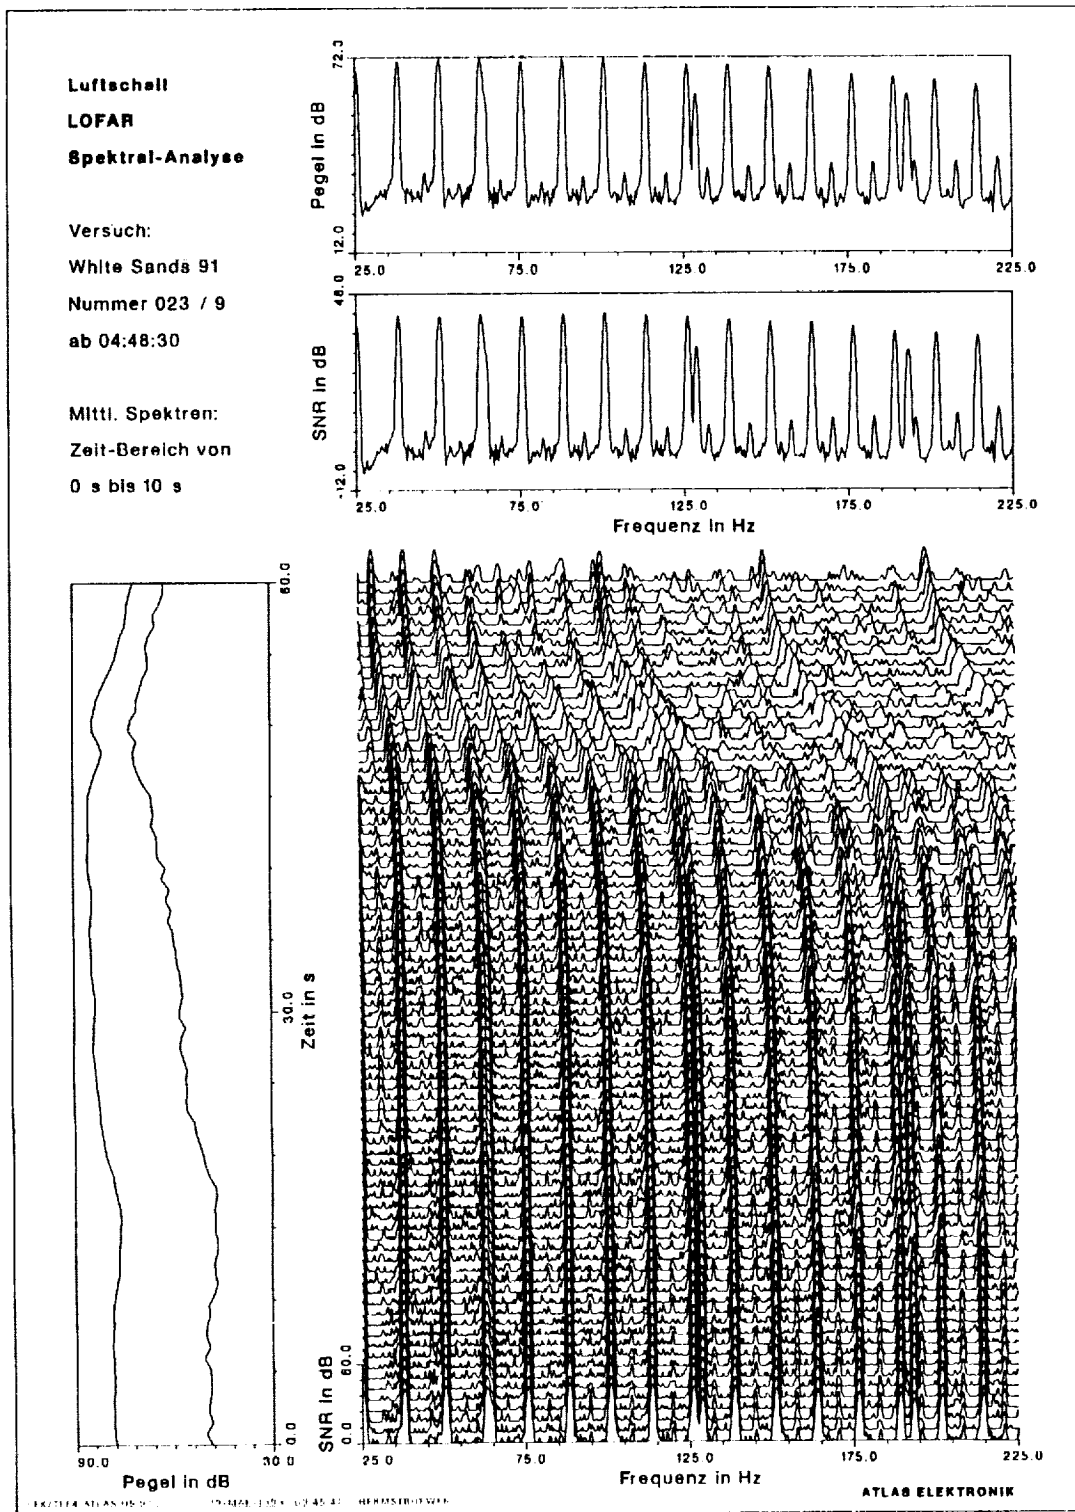 Luftschall
LOFAR
Spektral-Analyse
Versuch:
White Sands 91
Nummer 023 / 9
ab 04:48:30
Mittl. Spektren:
Zeit-Bereich von
0 s bis 10 s
72.0
Pegel in dB
12.0
25.0 75.0 125.0 175.0 225.0
48.0
SNR in dB
-12.0
25.0 75.0 125.0 175.0 225.0
Frequenz in Hz
60.0
30.0
Zeit in s
0.0
90.0 30.0
Pegel in dB
SNR in dB
60.0
0.0
25.0 75.0 125.0 175.0 225.0
Frequenz in Hz
ATLAS ELEKTRONIK